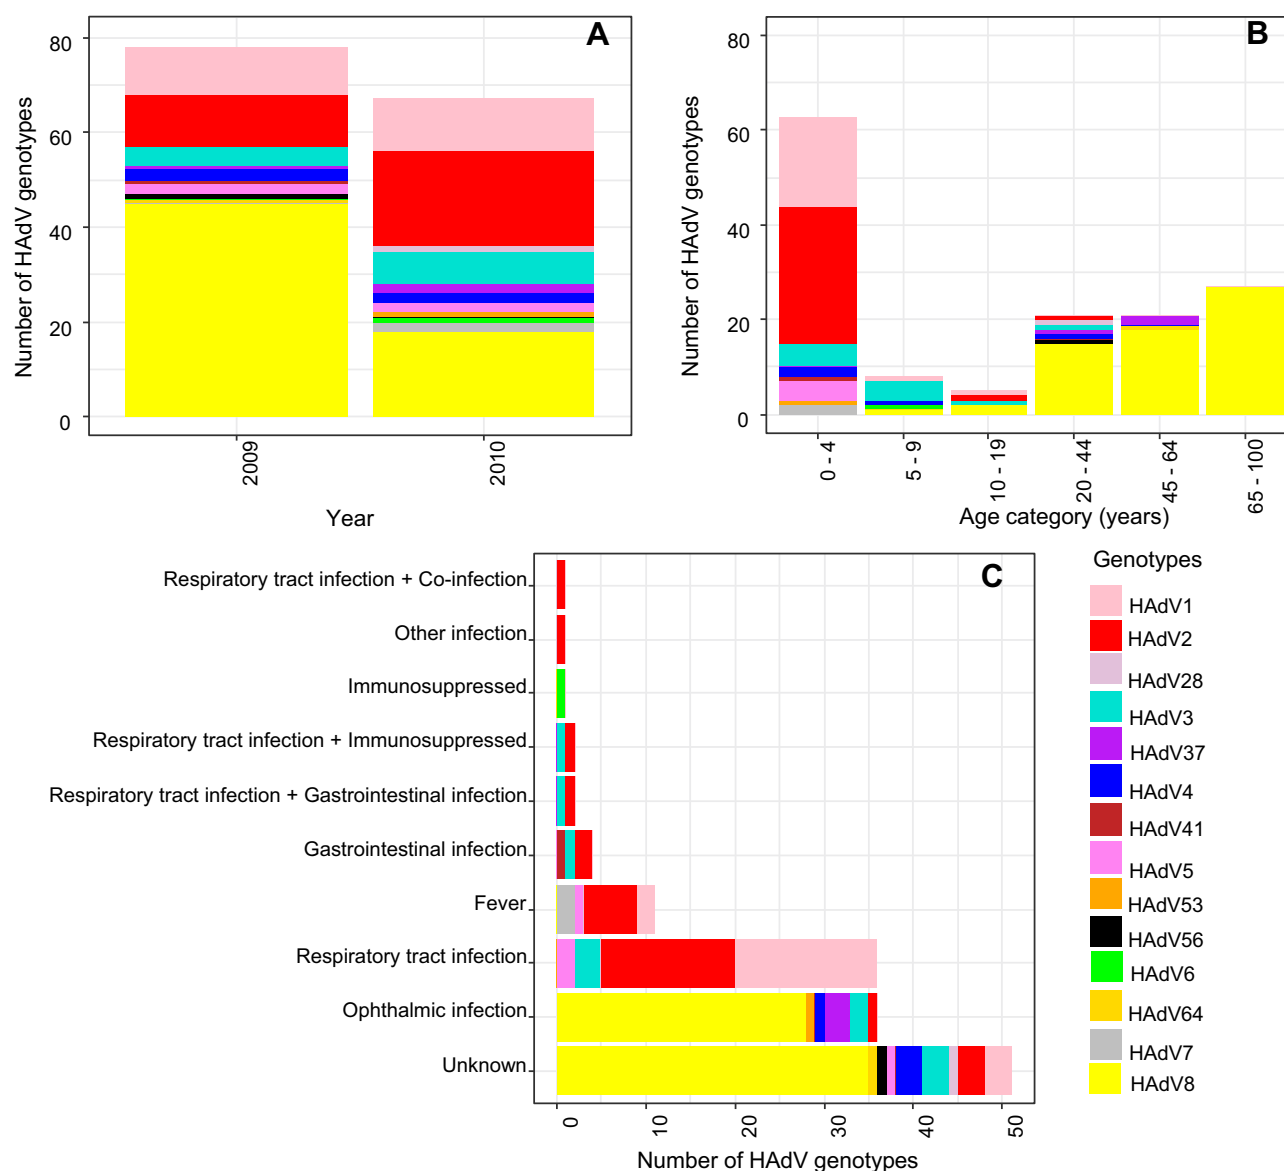 A
Number of HAdV genotypes
80
60
40
20
0
2009
2010
Year
B
Number of HAdV genotypes
80
60
40
20
0
0 - 4
5 - 9
10 - 19
20 - 44
45 - 64
65 - 100
Age category (years)
C
Respiratory tract infection + Co-infection
Other infection
Immunosuppressed
Respiratory tract infection + Immunosuppressed
Respiratory tract infection + Gastrointestinal infection
Gastrointestinal infection
Fever
Respiratory tract infection
Ophthalmic infection
Unknown
0
10
20
30
40
50
Number of HAdV genotypes
Genotypes
HAdV1
HAdV2
HAdV28
HAdV3
HAdV37
HAdV4
HAdV41
HAdV5
HAdV53
HAdV56
HAdV6
HAdV64
HAdV7
HAdV8